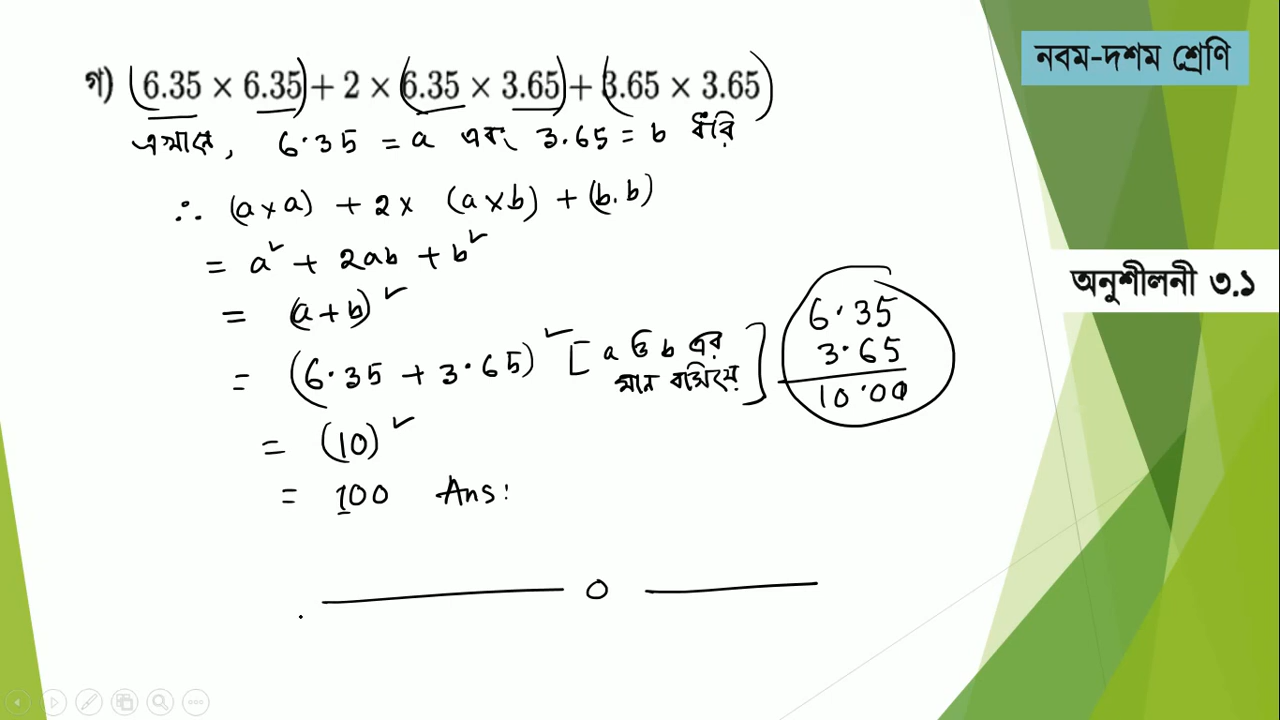 নবম-দশম শ্রেণি
গ) (6.35 × 6.35) + 2 × (6.35 × 3.65) + (3.65 × 3.65)
এখানে, 6.35 = a এবং 3.65 = b ধরি
∴ (a × a) + 2 × (a × b) + (b.b)
= a² + 2ab + b²
= (a + b)²
= (6.35 + 3.65)² [a ও b এর
মান বসিয়ে]
= (10)²
= 100 Ans:
6.35
3.65
10.00
অনুশীলনী ৩.১